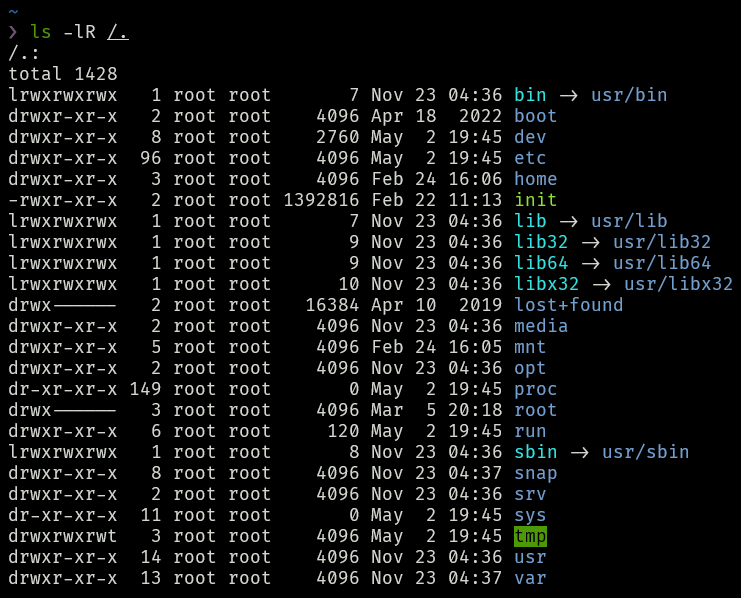 ~
❯ ls -lR /.
/.:
total 1428
lrwxrwxrwx   1 root root       7 Nov 23 04:36 bin -> usr/bin
drwxr-xr-x   2 root root    4096 Apr 18  2022 boot
drwxr-xr-x   8 root root    2760 May  2 19:45 dev
drwxr-xr-x  96 root root    4096 May  2 19:45 etc
drwxr-xr-x   3 root root    4096 Feb 24 16:06 home
-rwxr-xr-x   2 root root 1392816 Feb 22 11:13 init
lrwxrwxrwx   1 root root       7 Nov 23 04:36 lib -> usr/lib
lrwxrwxrwx   1 root root       9 Nov 23 04:36 lib32 -> usr/lib32
lrwxrwxrwx   1 root root       9 Nov 23 04:36 lib64 -> usr/lib64
lrwxrwxrwx   1 root root      10 Nov 23 04:36 libx32 -> usr/libx32
drwx------   2 root root   16384 Apr 10  2019 lost+found
drwxr-xr-x   2 root root    4096 Nov 23 04:36 media
drwxr-xr-x   5 root root    4096 Feb 24 16:05 mnt
drwxr-xr-x   2 root root    4096 Nov 23 04:36 opt
dr-xr-xr-x 149 root root       0 May  2 19:45 proc
drwx------   3 root root    4096 Mar  5 20:18 root
drwxr-xr-x   6 root root     120 May  2 19:45 run
lrwxrwxrwx   1 root root       8 Nov 23 04:36 sbin -> usr/sbin
drwxr-xr-x   8 root root    4096 Nov 23 04:37 snap
drwxr-xr-x   2 root root    4096 Nov 23 04:36 srv
dr-xr-xr-x  11 root root       0 May  2 19:45 sys
drwxrwxrwt   3 root root    4096 May  2 19:45 tmp
drwxr-xr-x  14 root root    4096 Nov 23 04:36 usr
drwxr-xr-x  13 root root    4096 Nov 23 04:37 var